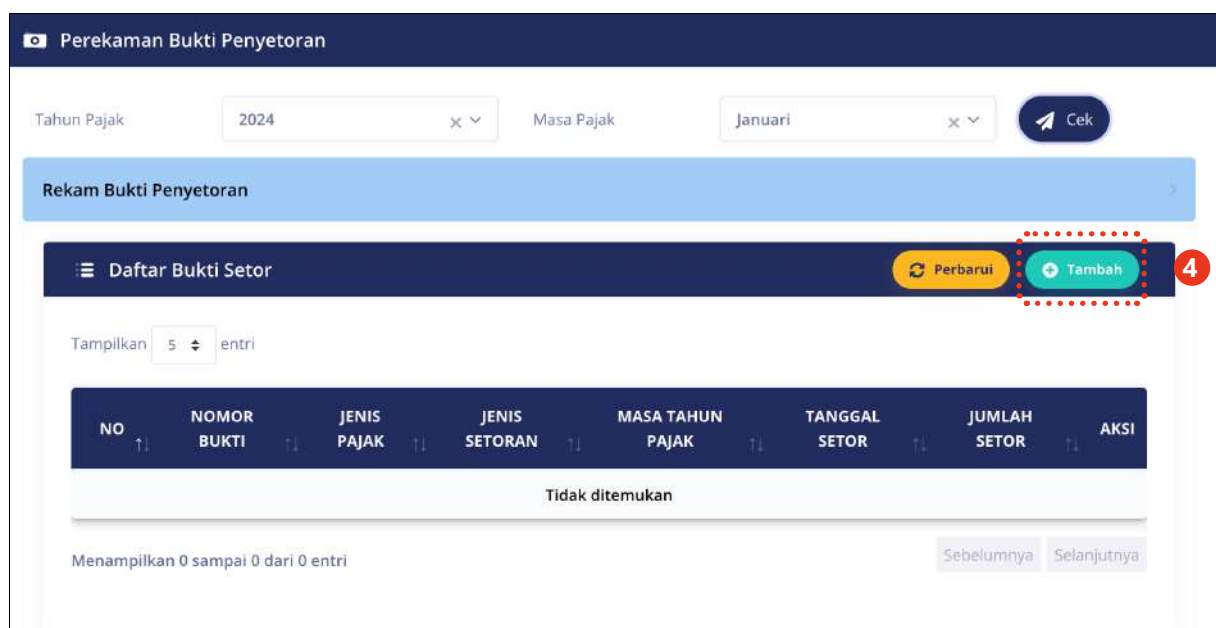 Perekaman Bukti Penyetoran
Tahun Pajak 2024 Masa Pajak Januari Cek
Rekam Bukti Penyetoran
Daftar Bukti Setor Perbarui Tambah 4
Tampilkan 5 entri
NO NOMOR BUKTI JENIS PAJAK JENIS SETORAN MASA TAHUN PAJAK TANGGAL SETOR JUMLAH SETOR AKSI
Tidak ditemukan
Menampilkan 0 sampai 0 dari 0 entri Sebelumnya Selanjutnya